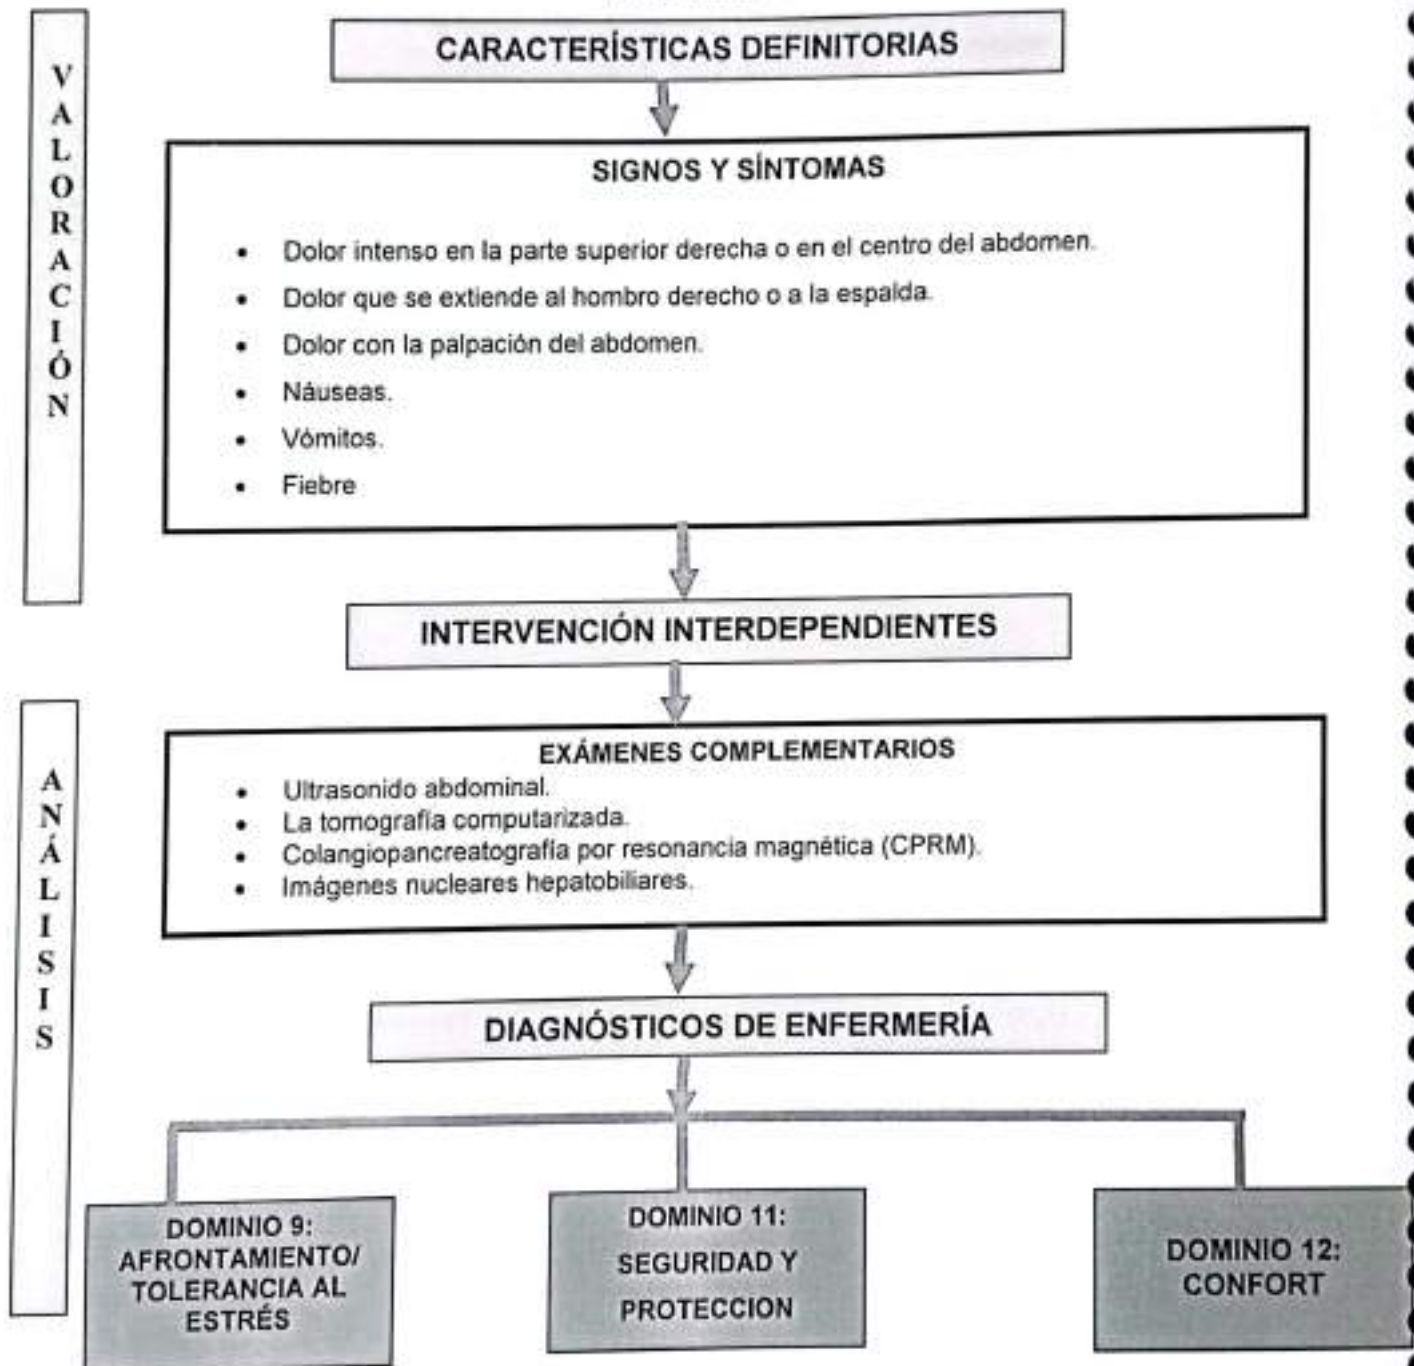 VALORACIÓN
CARACTERÍSTICAS DEFINITORIAS
SIGNOS Y SÍNTOMAS
• Dolor intenso en la parte superior derecha o en el centro del abdomen.
• Dolor que se extiende al hombro derecho o a la espalda.
• Dolor con la palpación del abdomen.
• Náuseas.
• Vómitos.
• Fiebre
INTERVENCIÓN INTERDEPENDIENTES
ANÁLISIS
EXÁMENES COMPLEMENTARIOS
• Ultrasonido abdominal.
• La tomografía computarizada.
• Colangiopancreatografía por resonancia magnética (CPRM).
• Imágenes nucleares hepatobiliares.
DIAGNÓSTICOS DE ENFERMERÍA
DOMINIO 9:
AFRONTAMIENTO/
TOLERANCIA AL
ESTRÉS
DOMINIO 11:
SEGURIDAD Y
PROTECCION
DOMINIO 12:
CONFORT